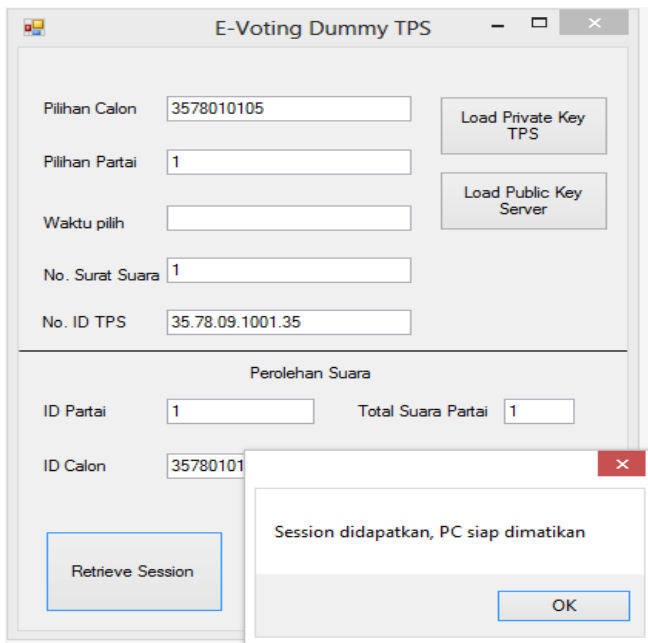 E-Voting Dummy TPS
Pilihan Calon 3578010105
Load Private Key
TPS
Pilihan Partai 1
Load Public Key
Server
Waktu pilih
No. Surat Suara 1
No. ID TPS 35.78.09.1001.35
Perolehan Suara
ID Partai 1 Total Suara Partai 1
ID Calon 35780101
Session didapatkan, PC siap dimatikan
Retrieve Session
OK